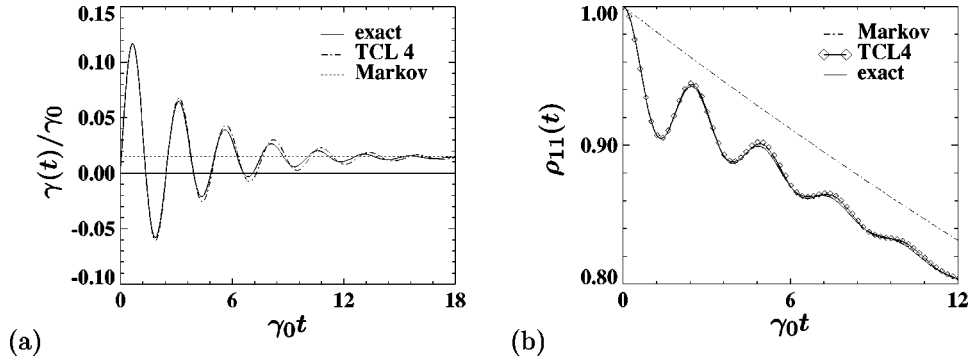 γ(t)/γ₀
0.15
0.10
0.05
0.00
-0.05
-0.10
0
6
12
18
γ₀t
exact
TCL 4
Markov
(a)
ρ₁₁(t)
1.00
0.90
0.80
0
6
12
γ₀t
Markov
TCL4
exact
(b)